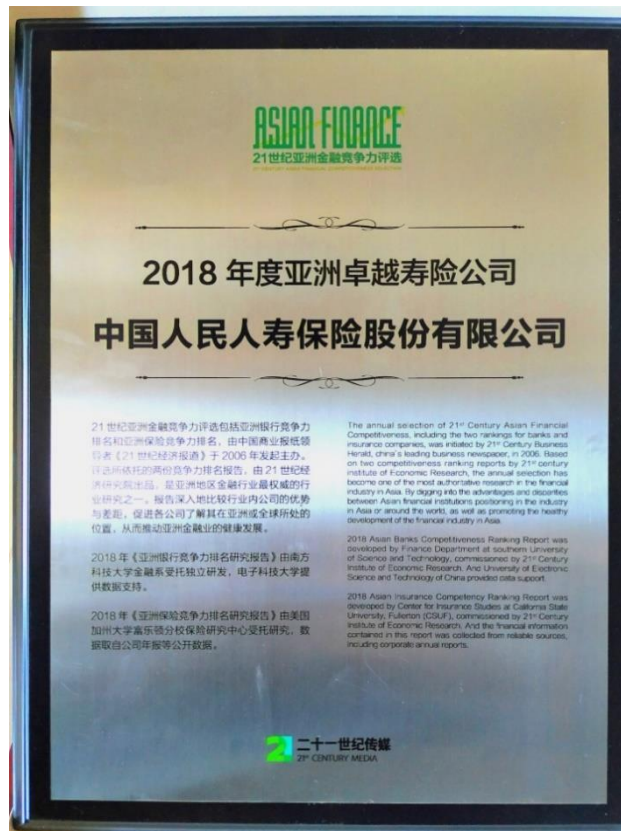 ASIAN FINANCE
21世纪亚洲金融竞争力评选
21ST CENTURY ASIAN FINANCIAL COMPETITIVENESS SELECTION
2018 年度亚洲卓越寿险公司
中国人民人寿保险股份有限公司
21 世纪亚洲金融竞争力评选包括亚洲银行竞争力
排名和亚洲保险竞争力排名，由中国商业报纸领
导者《21 世纪经济报道》于 2006 年发起主办。
评选所依托的两份竞争力排名报告，由 21 世纪经
济研究院出品，是亚洲地区金融行业最权威的行
业研究之一。报告深入地比较行业内公司的优势
与差距，促进各公司了解其在亚洲或全球所处的
位置，从而推动亚洲金融业的健康发展。
2018 年《亚洲银行竞争力排名研究报告》由南方
科技大学金融系受托独立研发，电子科技大学提
供数据支持。
2018 年《亚洲保险竞争力排名研究报告》由美国
加州大学富乐顿分校保险研究中心受托研究，数
据取自公司年报等公开数据。
The annual selection of 21st Century Asian Financial
Competitiveness, including the two rankings for banks and
insurance companies, was initiated by 21st Century Business
Herald, china's leading business newspaper, in 2006. Based
on two competitiveness ranking reports by 21st century
institute of Economic Research, the annual selection has
become one of the most authoritative research in the financial
industry in Asia. By digging into the advantages and disparities
between Asian financial institutions positioning in the industry
in Asia or around the world, as well as promoting the healthy
development of the financial industry in Asia.
2018 Asian Banks Competitiveness Ranking Report was
developed by Finance Department at southern University
of Science and Technology, commissioned by 21st Century
Institute of Economic Research. And University of Electronic
Science and Technology of China provided data support.
2018 Asian Insurance Competency Ranking Report was
developed by Center for Insurance Studies at California State
University, Fullerton (CSUF), commissioned by 21st Century
Institute of Economic Research. And the financial information
contained in this report was collected from reliable sources,
including corporate annual reports.
二十一世纪传媒
21st CENTURY MEDIA